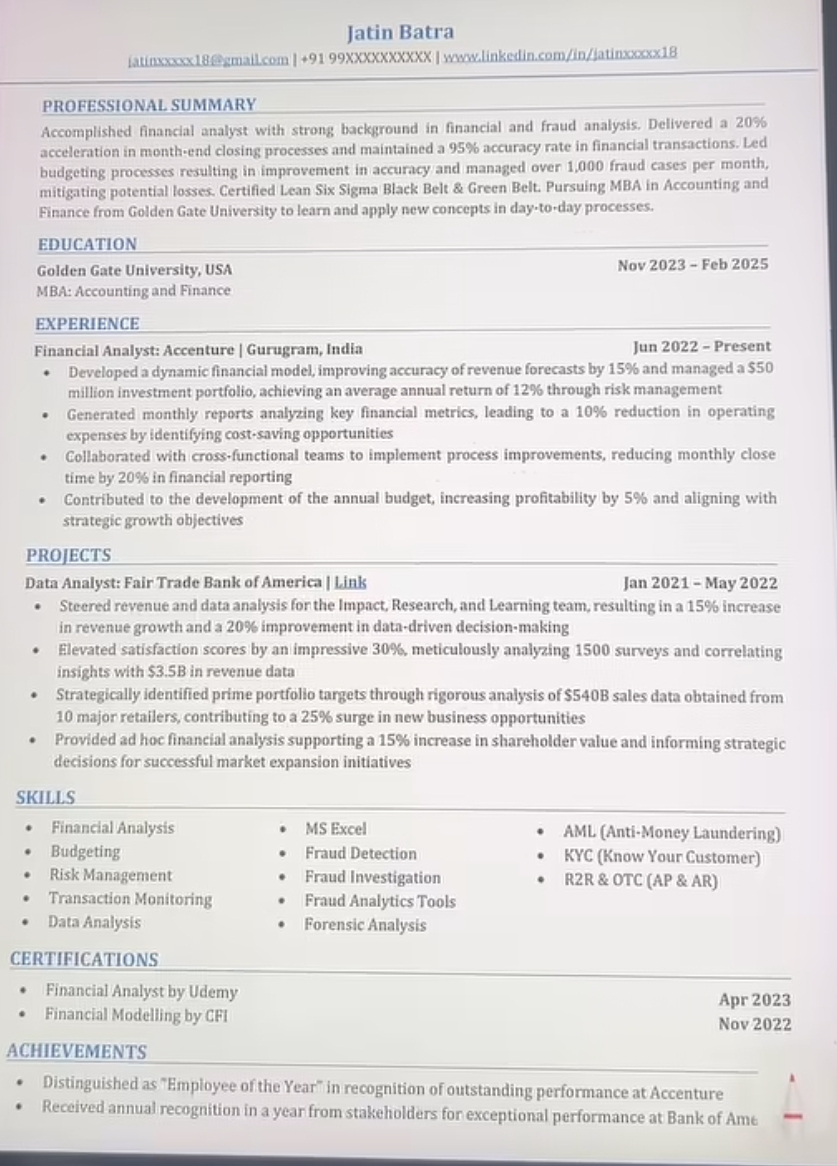 Jatin Batra
jatinxxxxx18@gmail.com | +91 99XXXXXXXXXX | www.linkedin.com/in/jatinxxxxx18
PROFESSIONAL SUMMARY
Accomplished financial analyst with strong background in financial and fraud analysis. Delivered a 20%
acceleration in month-end closing processes and maintained a 95% accuracy rate in financial transactions. Led
budgeting processes resulting in improvement in accuracy and managed over 1,000 fraud cases per month,
mitigating potential losses. Certified Lean Six Sigma Black Belt & Green Belt. Pursuing MBA in Accounting and
Finance from Golden Gate University to learn and apply new concepts in day-to-day processes.
EDUCATION
Golden Gate University, USA Nov 2023 – Feb 2025
MBA: Accounting and Finance
EXPERIENCE
Financial Analyst: Accenture | Gurugram, India Jun 2022 – Present
• Developed a dynamic financial model, improving accuracy of revenue forecasts by 15% and managed a $50
million investment portfolio, achieving an average annual return of 12% through risk management
• Generated monthly reports analyzing key financial metrics, leading to a 10% reduction in operating
expenses by identifying cost-saving opportunities
• Collaborated with cross-functional teams to implement process improvements, reducing monthly close
time by 20% in financial reporting
• Contributed to the development of the annual budget, increasing profitability by 5% and aligning with
strategic growth objectives
PROJECTS
Data Analyst: Fair Trade Bank of America | Link Jan 2021 – May 2022
• Steered revenue and data analysis for the Impact, Research, and Learning team, resulting in a 15% increase
in revenue growth and a 20% improvement in data-driven decision-making
• Elevated satisfaction scores by an impressive 30%, meticulously analyzing 1500 surveys and correlating
insights with $3.5B in revenue data
• Strategically identified prime portfolio targets through rigorous analysis of $540B sales data obtained from
10 major retailers, contributing to a 25% surge in new business opportunities
• Provided ad hoc financial analysis supporting a 15% increase in shareholder value and informing strategic
decisions for successful market expansion initiatives
SKILLS
• Financial Analysis
• Budgeting
• Risk Management
• Transaction Monitoring
• Data Analysis
• MS Excel
• Fraud Detection
• Fraud Investigation
• Fraud Analytics Tools
• Forensic Analysis
• AML (Anti-Money Laundering)
• KYC (Know Your Customer)
• R2R & OTC (AP & AR)
CERTIFICATIONS
• Financial Analyst by Udemy Apr 2023
• Financial Modelling by CFI Nov 2022
ACHIEVEMENTS
• Distinguished as "Employee of the Year" in recognition of outstanding performance at Accenture
• Received annual recognition in a year from stakeholders for exceptional performance at Bank of Ame